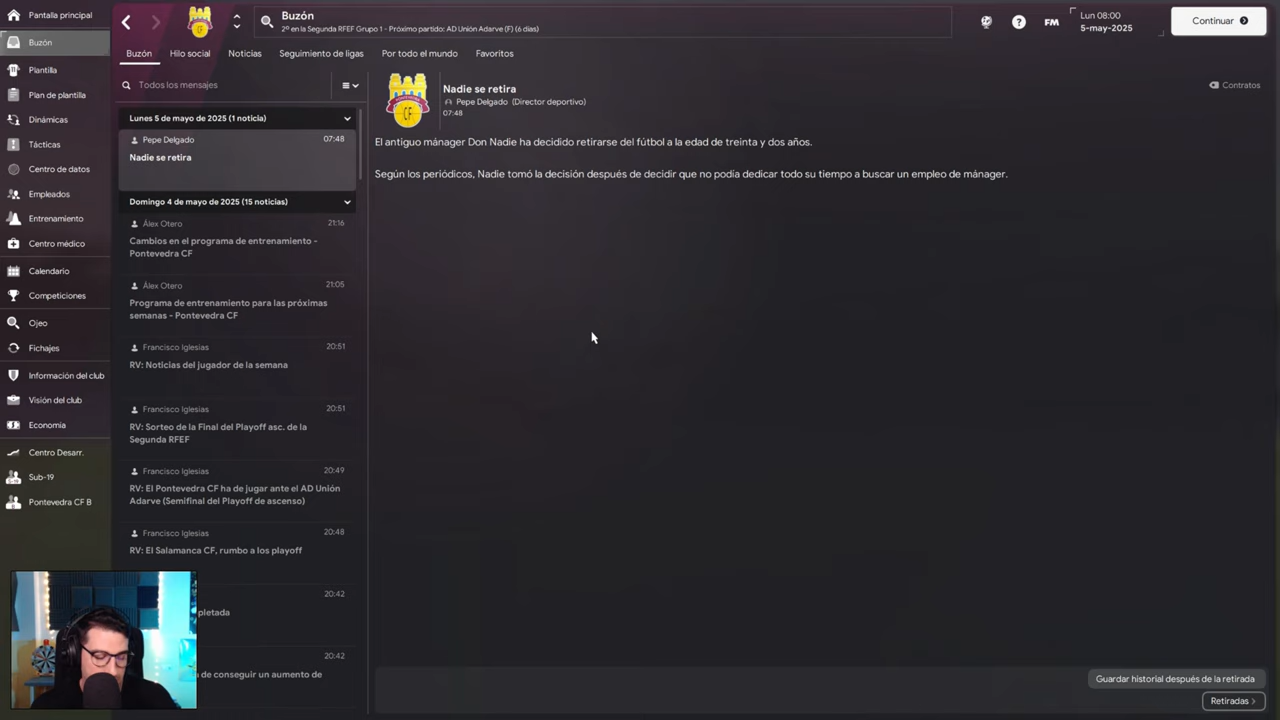 Pantalla principal
Buzón
Plantilla
Plan de plantilla
Dinámicas
Tácticas
Centro de datos
Empleados
Entrenamiento
Centro médico
Calendario
Competiciones
Ojeo
Fichajes
Información del club
Visión del club
Economía
Centro Desarr.
Sub-19
Pontevedra CF B
Buzón
2º en la Segunda RFEF Grupo 1 - Próximo partido: AD Unión Adarve (F) (6 días)
FM
Lun 08:00
5-may-2025
Continuar
Buzón Hilo social Noticias Seguimiento de ligas Por todo el mundo Favoritos
Todos los mensajes
Lunes 5 de mayo de 2025 (1 noticia)
Pepe Delgado 07:48
Nadie se retira
Domingo 4 de mayo de 2025 (15 noticias)
Álex Otero 21:16
Cambios en el programa de entrenamiento -
Pontevedra CF
Álex Otero 21:05
Programa de entrenamiento para las próximas
semanas - Pontevedra CF
Francisco Iglesias 20:51
RV: Noticias del jugador de la semana
Francisco Iglesias 20:51
RV: Sorteo de la Final del Playoff asc. de la
Segunda RFEF
Francisco Iglesias 20:49
RV: El Pontevedra CF ha de jugar ante el AD Unión
Adarve (Semifinal del Playoff de ascenso)
Francisco Iglesias 20:48
RV: El Salamanca CF, rumbo a los playoff
20:42
pletada
20:42
a de conseguir un aumento de
Nadie se retira
Pepe Delgado (Director deportivo)
07:48
Contratos
El antiguo mánager Don Nadie ha decidido retirarse del fútbol a la edad de treinta y dos años.
Según los periódicos, Nadie tomó la decisión después de decidir que no podía dedicar todo su tiempo a buscar un empleo de mánager.
Guardar historial después de la retirada
Retiradas